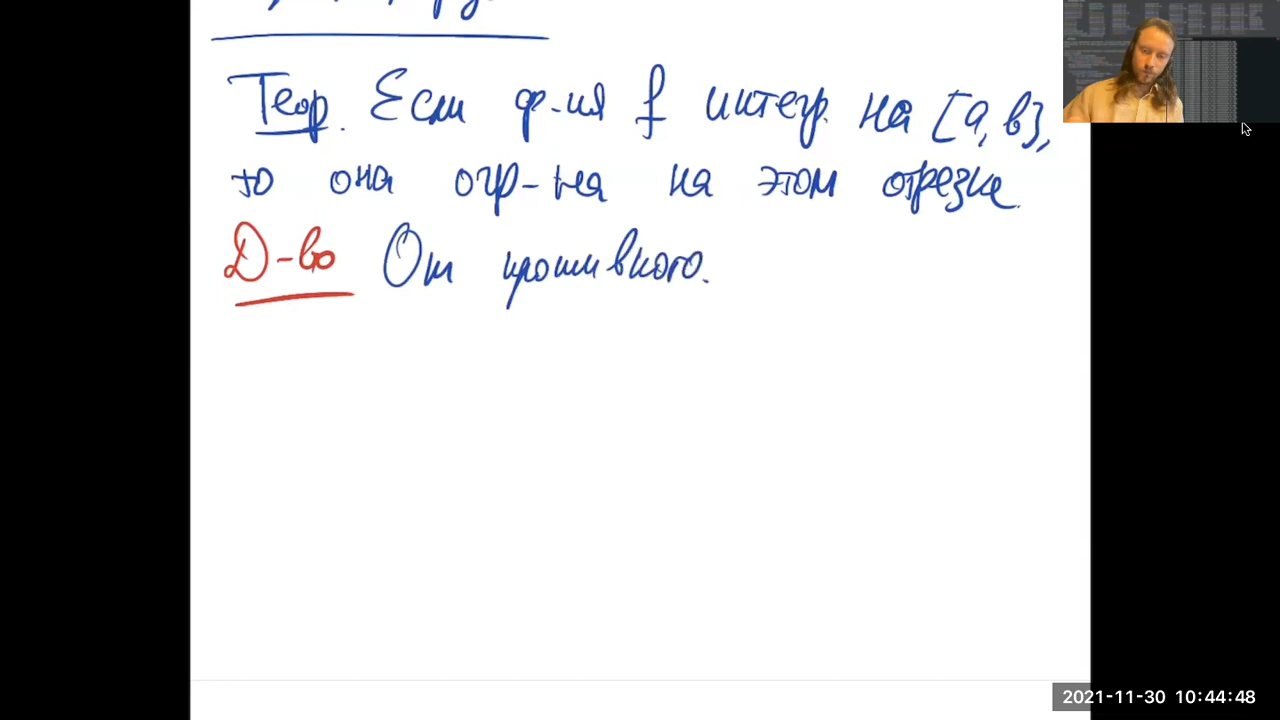 Теор. Если ф-ия f интегр. на [a, b],
то она огр-на на этом отрезке.
Д-во От противного.
2021-11-30 10:44:48